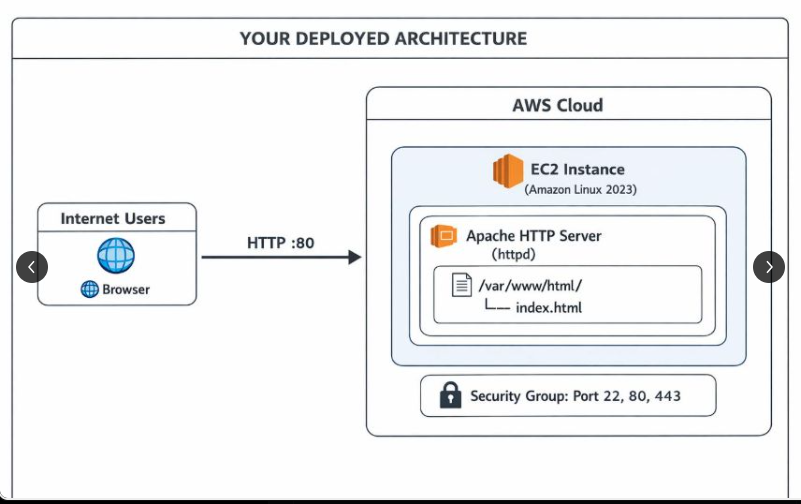 YOUR DEPLOYED ARCHITECTURE
AWS Cloud
EC2 Instance
(Amazon Linux 2023)
Internet Users
Browser
HTTP :80
Apache HTTP Server
(httpd)
/var/www/html/
└── index.html
Security Group: Port 22, 80, 443